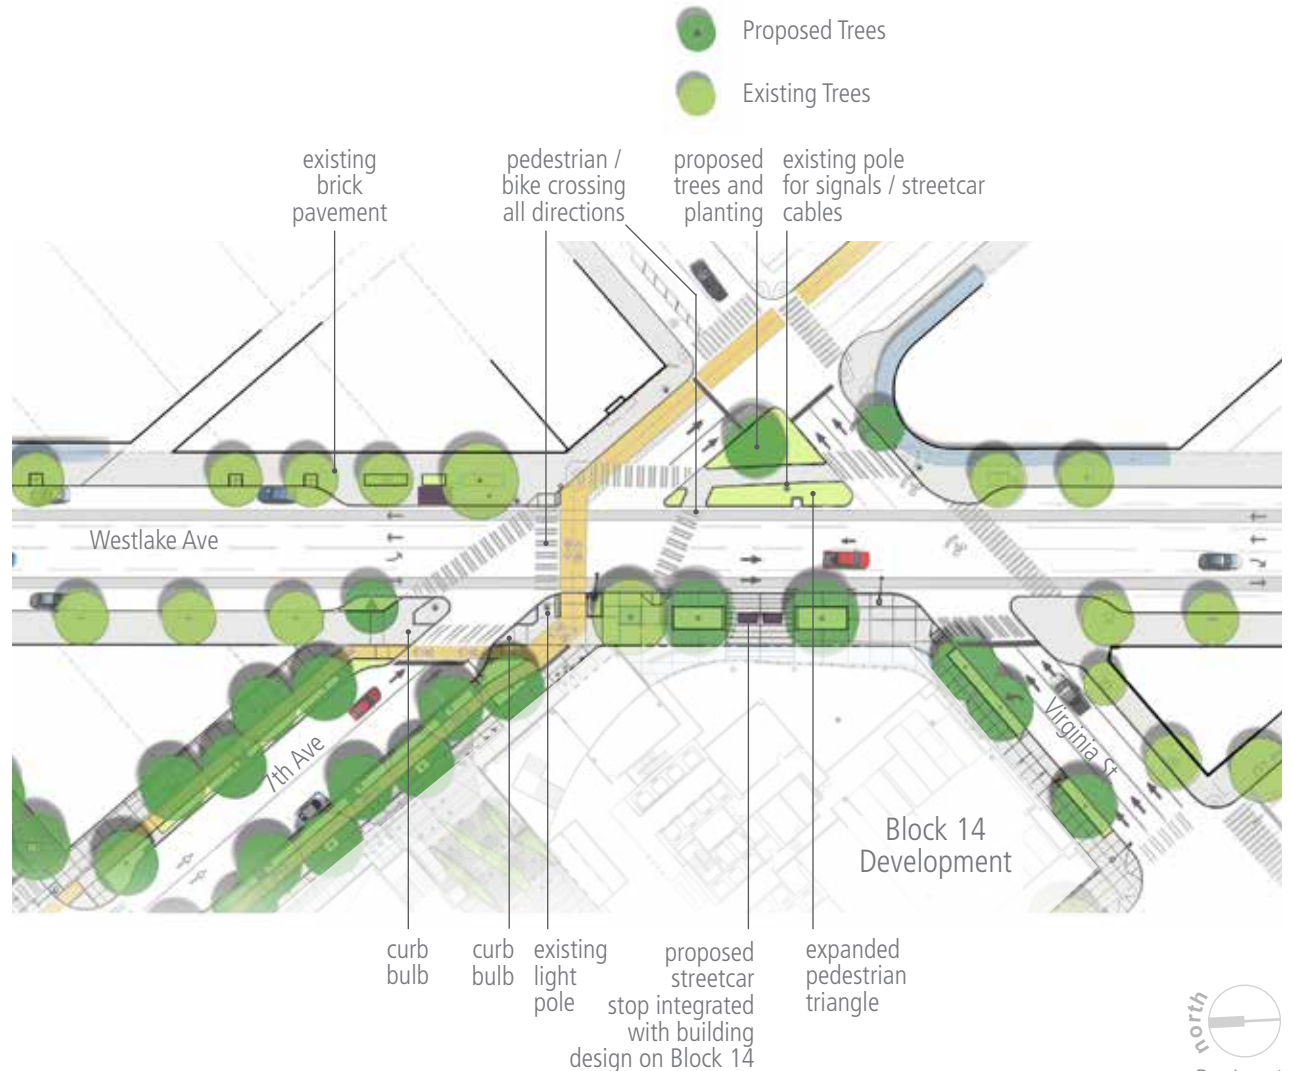 Proposed Trees
Existing Trees
existing
brick
pavement
pedestrian /
bike crossing
all directions
proposed
trees and
planting
existing pole
for signals / streetcar
cables
Westlake Ave
7th Ave
Virginia St
Block 14
Development
curb
bulb
curb
bulb
existing
light
pole
proposed
streetcar
stop integrated
with building
design on Block 14
expanded
pedestrian
triangle
north